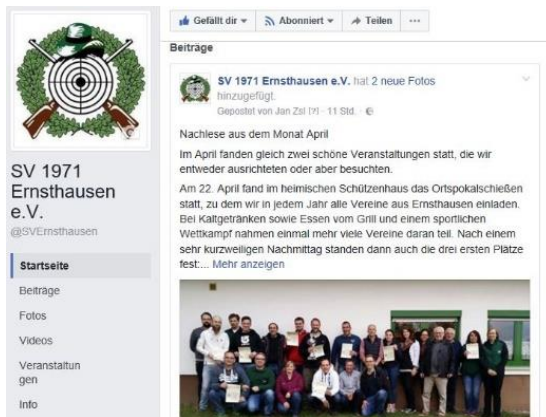 Gefällt dir
Abonniert
Teilen
Beiträge
SV 1971 Ernsthausen e.V. hat 2 neue Fotos
hinzugefügt.
Gepostet von Jan Zsl [?] · 11 Std. ·
Nachlese aus dem Monat April
Im April fanden gleich zwei schöne Veranstaltungen statt, die wir
entweder ausrichteten oder aber besuchten.
Am 22. April fand im heimischen Schützenhaus das Ortspokalschießen
statt, zu dem wir in jedem Jahr alle Vereine aus Ernsthausen einladen.
Bei Kaltgetränken sowie Essen vom Grill und einem sportlichen
Wettkampf nahmen einmal mehr viele Vereine daran teil. Nach einem
sehr kurzweiligen Nachmittag standen dann auch die drei ersten Plätze
fest:... Mehr anzeigen
SV 1971
Ernsthausen
e.V.
@SVErnsthausen
Startseite
Beiträge
Fotos
Videos
Veranstaltun
gen
Info